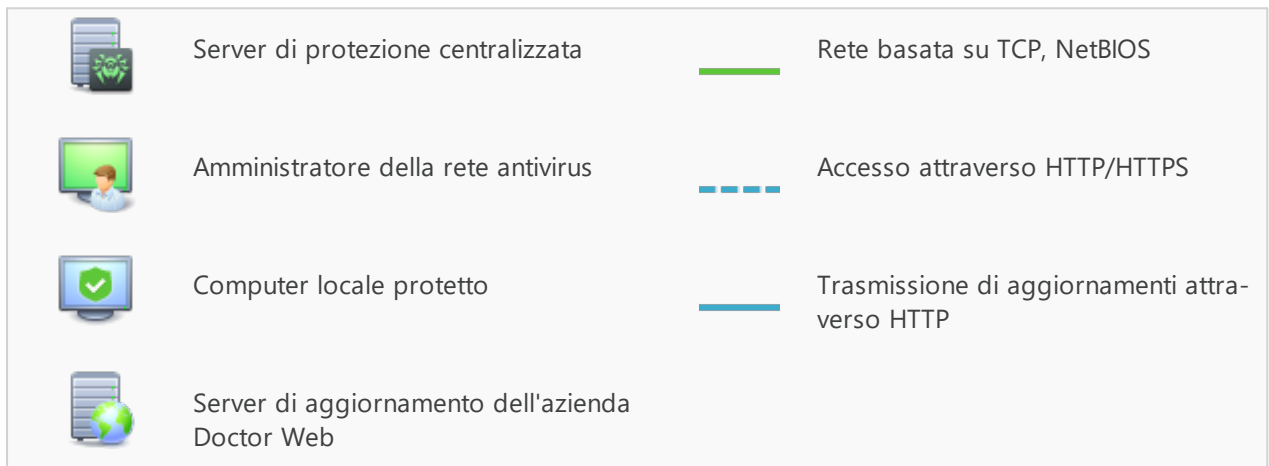 Server di protezione centralizzata
Rete basata su TCP, NetBIOS
Amministratore della rete antivirus
Accesso attraverso HTTP/HTTPS
Computer locale protetto
Trasmissione di aggiornamenti attra-
verso HTTP
Server di aggiornamento dell'azienda
Doctor Web